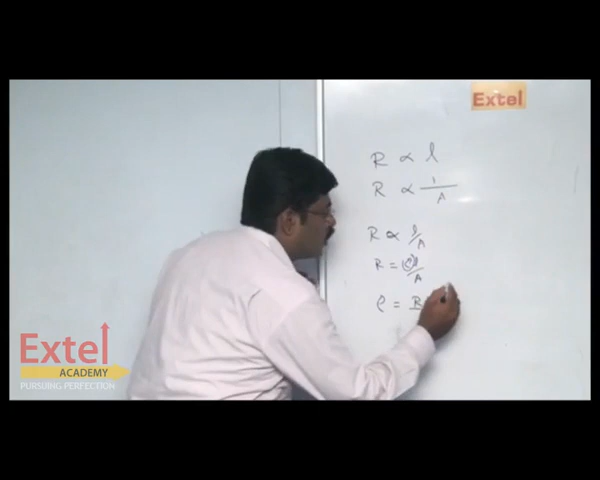 Extel
R ∝ l
R ∝ 1/A
R ∝ l/A
R = ρl/A
ρ = R
Extel
ACADEMY
PURSUING PERFECTION